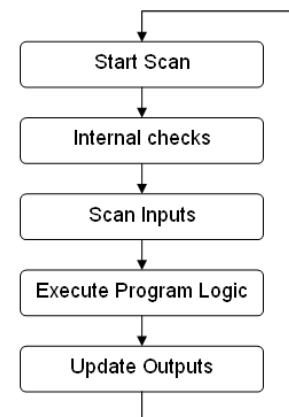 Start Scan
Internal checks
Scan Inputs
Execute Program Logic
Update Outputs